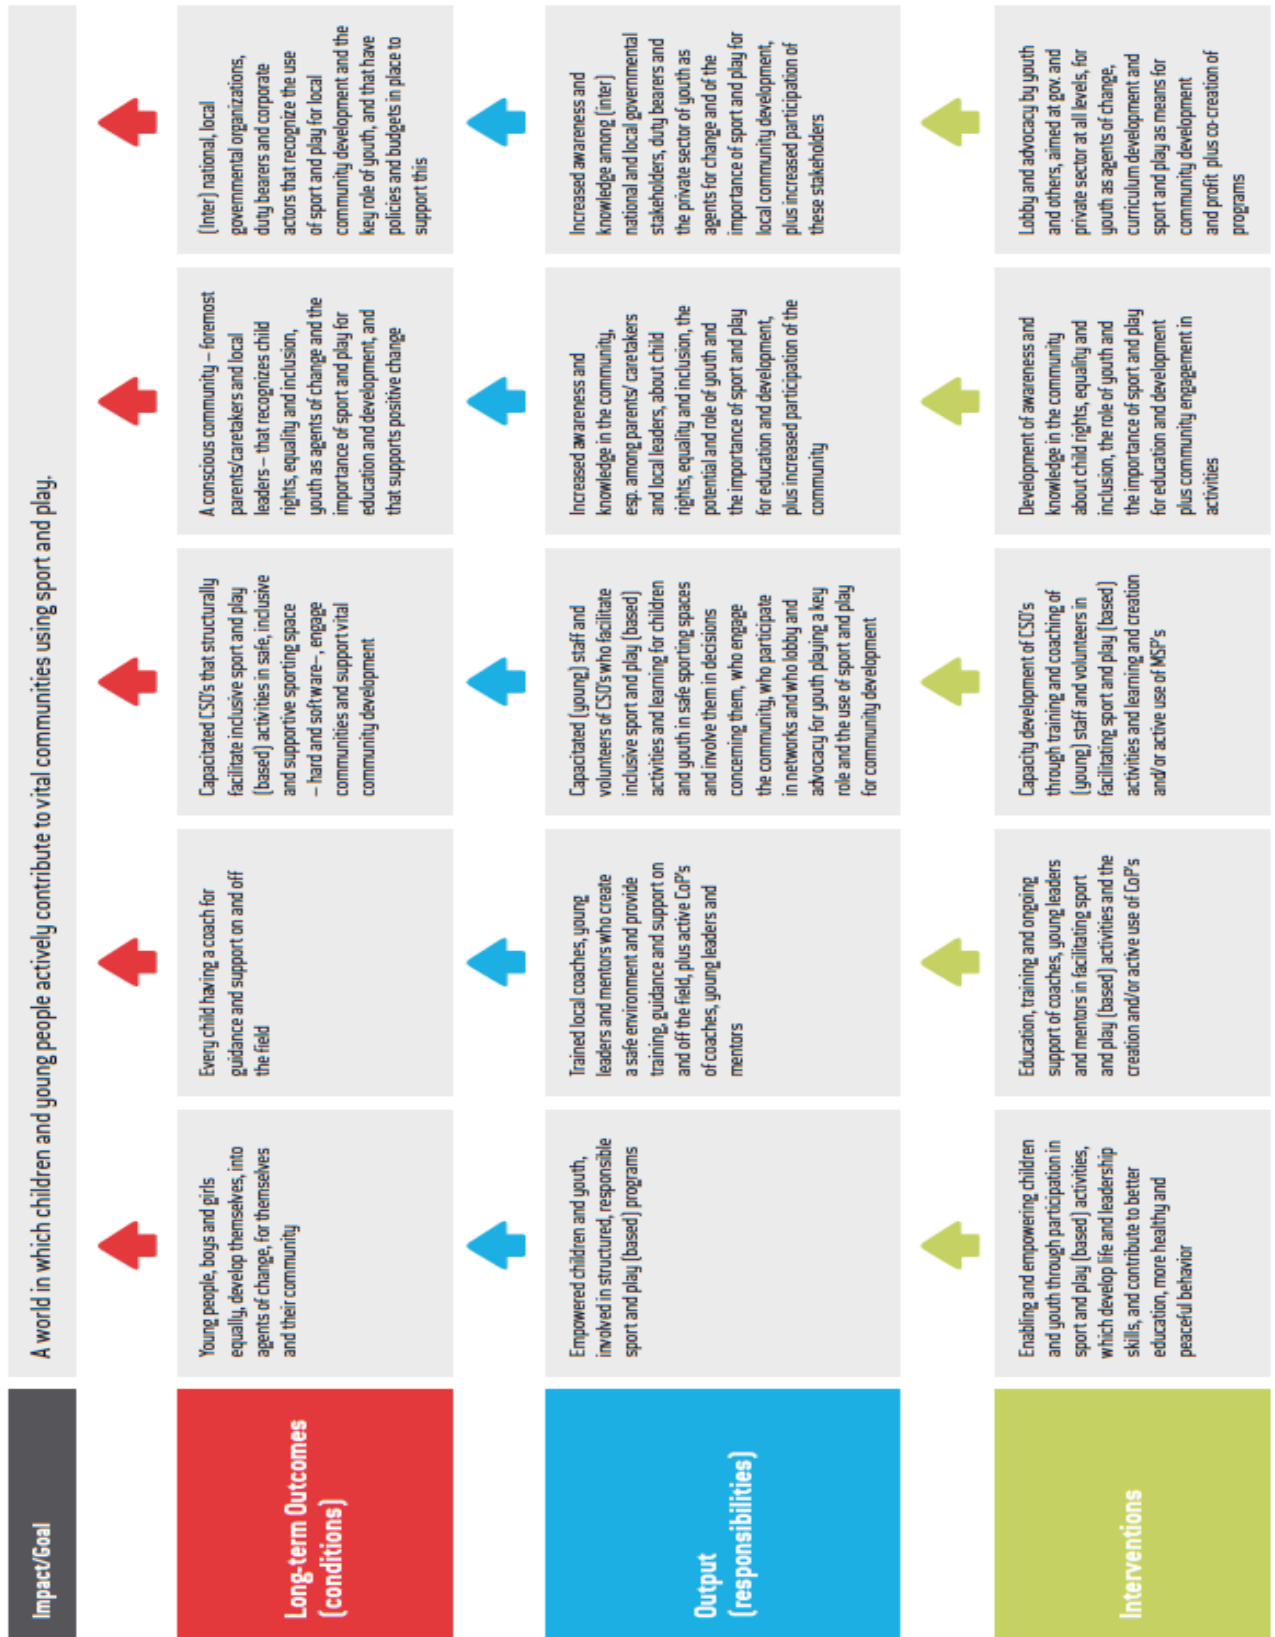 Impact/Goal
A world in which children and young people actively contribute to vital communities using sport and play.
Long-term Outcomes
(conditions)
Young people, boys and girls
equally, develop themselves, into
agents of change, for themselves
and their community
Every child having a coach for
guidance and support on and off
the field
Capacitated CSO's that structurally
facilitate inclusive sport and play
(based) activities in safe, inclusive
and supportive sporting space
– hard and software–, engage
communities and support vital
community development
A conscious community – foremost
parents/caretakers and local
leaders – that recognizes child
rights, equality and inclusion,
youth as agents of change and the
importance of sport and play for
education and development, and
that supports positive change
(Inter) national, local
governmental organizations,
duty bearers and corporate
actors that recognize the use
of sport and play for local
community development and the
key role of youth, and that have
policies and budgets in place to
support this
Output
(responsibilities)
Empowered children and youth,
involved in structured, responsible
sport and play (based) programs
Trained local coaches, young
leaders and mentors who create
a safe environment and provide
training, guidance and support on
and off the field, plus active CoP's
of coaches, young leaders and
mentors
Capacitated (young) staff and
volunteers of CSO's who facilitate
inclusive sport and play (based)
activities and learning for children
and youth in safe sporting spaces
and involve them in decisions
concerning them, who engage
the community, who participate
in networks and who lobby and
advocacy for youth playing a key
role and the use of sport and play
for community development
Increased awareness and
knowledge in the community,
esp. among parents/ caretakers
and local leaders, about child
rights, equality and inclusion, the
potential and role of youth and
the importance of sport and play
for education and development,
plus increased participation of the
community
Increased awareness and
knowledge among (inter)
national and local governmental
stakeholders, duty bearers and
the private sector of youth as
agents for change and of the
importance of sport and play for
local community development,
plus increased participation of
these stakeholders
Interventions
Enabling and empowering children
and youth through participation in
sport and play (based) activities,
which develop life and leadership
skills, and contribute to better
education, more healthy and
peaceful behavior
Education, training and ongoing
support of coaches, young leaders
and mentors in facilitating sport
and play (based) activities and the
creation and/or active use of CoP's
Capacity development of CSO's
through training and coaching of
(young) staff and volunteers in
facilitating sport and play (based)
activities and learning and creation
and/or active use of MSP's
Development of awareness and
knowledge in the community
about child rights, equality and
inclusion, the role of youth and
the importance of sport and play
for education and development
plus community engagement in
activities
Lobby and advocacy by youth
and others, aimed at gov. and
private sector at all levels, for
youth as agents of change,
curriculum development and
sport and play as means for
community development
and profit plus co-creation of
programs